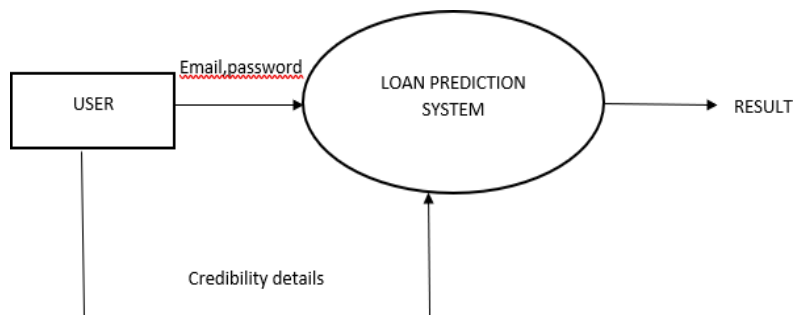 Email,password
USER
LOAN PREDICTION
SYSTEM
RESULT
Credibility details